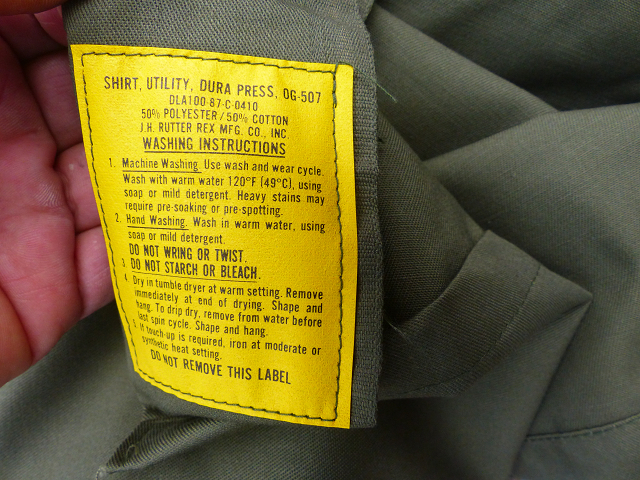 SHIRT, UTILITY, DURA PRESS, OG-507
DLA100-87-C-0410
50% POLYESTER/50% COTTON
J.H. RUTTER REX MFG. CO., INC.
WASHING INSTRUCTIONS
1. Machine Washing. Use wash and wear cycle.
Wash with warm water 120°F (49°C), using
soap or mild detergent. Heavy stains may
require pre-soaking or pre-spotting.
2. Hand Washing. Wash in warm water, using
soap or mild detergent.
DO NOT WRING OR TWIST.
3. DO NOT STARCH OR BLEACH.
4. Dry in tumble dryer at warm setting. Remove
immediately at end of drying. Shape and
hang. To drip dry, remove from water before
last spin cycle. Shape and hang.
5. If touch-up is required, iron at moderate or
synthetic heat setting.
DO NOT REMOVE THIS LABEL